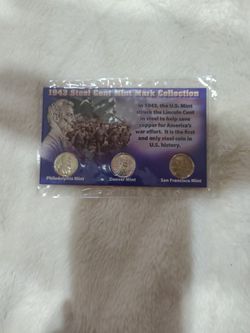 1943 Steel Cent Mint Mark Collection
In 1943, the U.S. Mint
struck the Lincoln Cent
in steel to help save
copper for America's
war effort. It is the first
and only steel coin in
U.S. history.
Philadelphia Mint
Denver Mint
San Francisco Mint